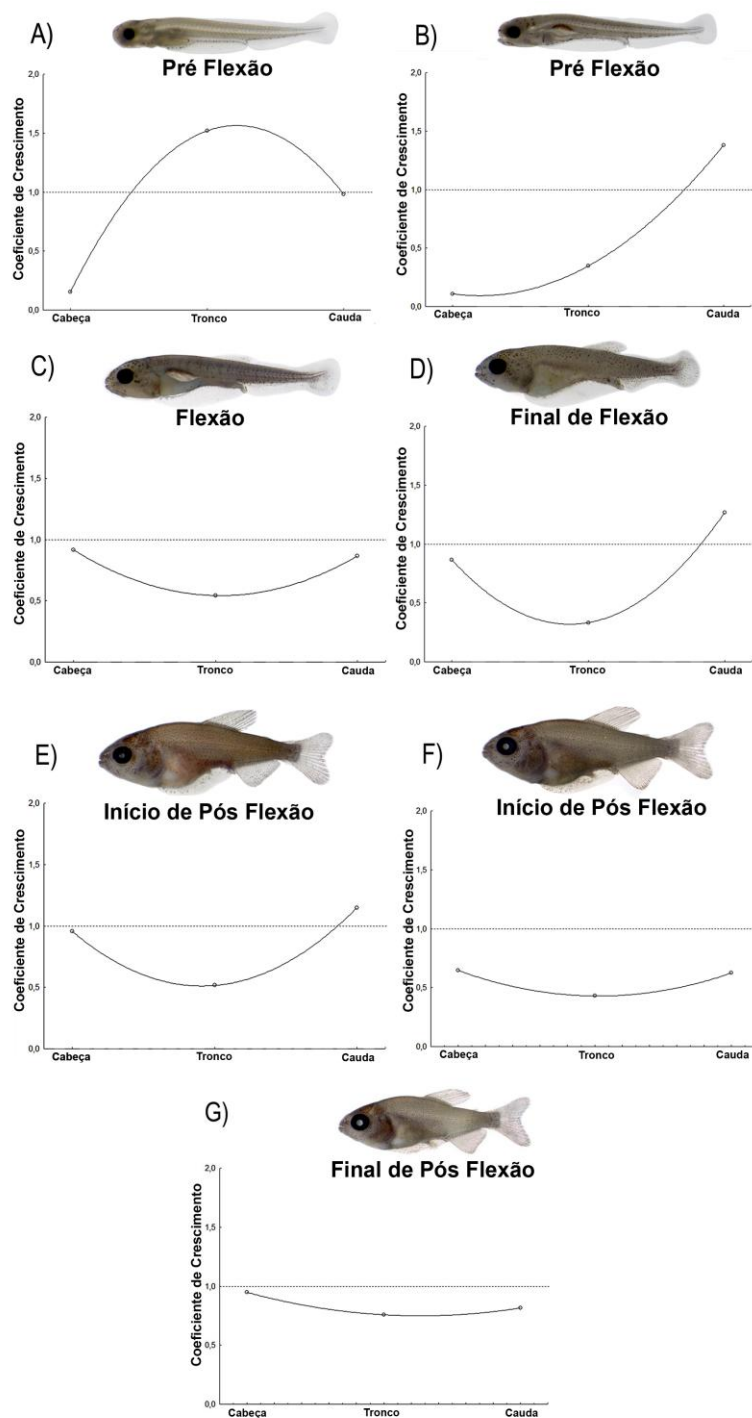 A)
Pré Flexão
Coeficiente de Crescimento
2,0
1,5
1,0
0,5
0,0
Cabeça Tronco Cauda
B)
Pré Flexão
Coeficiente de Crescimento
2,0
1,5
1,0
0,5
0,0
Cabeça Tronco Cauda
C)
Flexão
Coeficiente de Crescimento
2,0
1,5
1,0
0,5
0,0
Cabeça Tronco Cauda
D)
Final de Flexão
Coeficiente de Crescimento
2,0
1,5
1,0
0,5
0,0
Cabeça Tronco Cauda
E)
Início de Pós Flexão
Coeficiente de Crescimento
2,0
1,5
1,0
0,5
0,0
Cabeça Tronco Cauda
F)
Início de Pós Flexão
Coeficiente de Crescimento
2,0
1,5
1,0
0,5
0,0
Cabeça Tronco Cauda
G)
Final de Pós Flexão
Coeficiente de Crescimento
2,0
1,5
1,0
0,5
0,0
Cabeça Tronco Cauda